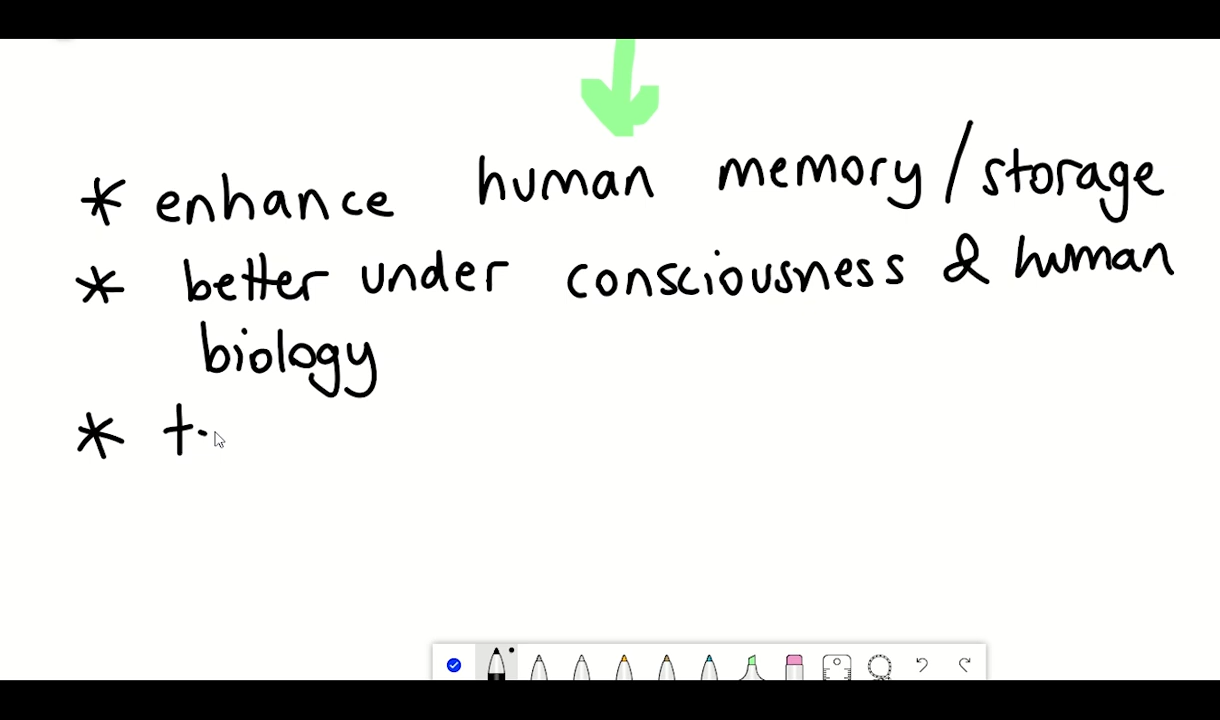 * enhance human memory/storage
* better under consciousness & human
biology
* t